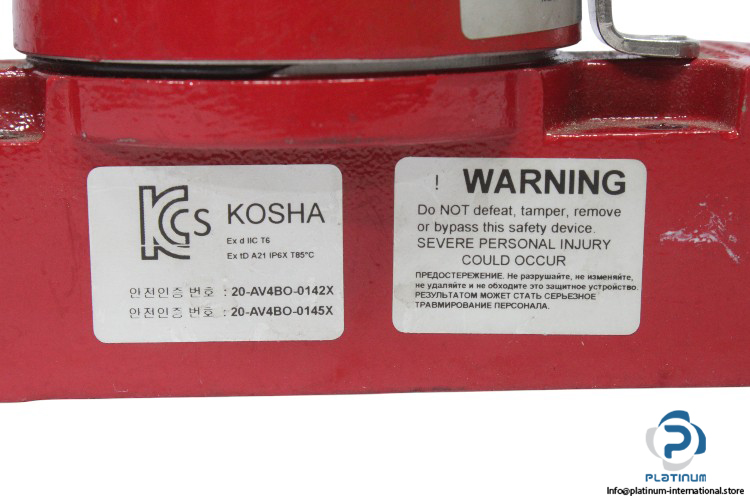 KCs KOSHA
Ex d IIC T6
Ex tD A21 IP6X T85°C
안전인증 번호 : 20-AV4BO-0142X
안전인증 번호 : 20-AV4BO-0145X
! WARNING
Do NOT defeat, tamper, remove
or bypass this safety device.
SEVERE PERSONAL INJURY
COULD OCCUR
ПРЕДОСТЕРЕЖЕНИЕ. Не разрушайте, не изменяйте,
не удаляйте и не обходите это защитное устройство.
РЕЗУЛЬТАТОМ МОЖЕТ СТАТЬ СЕРЬЕЗНОЕ
ТРАВМИРОВАНИЕ ПЕРСОНАЛА.
PLATINUM
Info@platinum-international.store